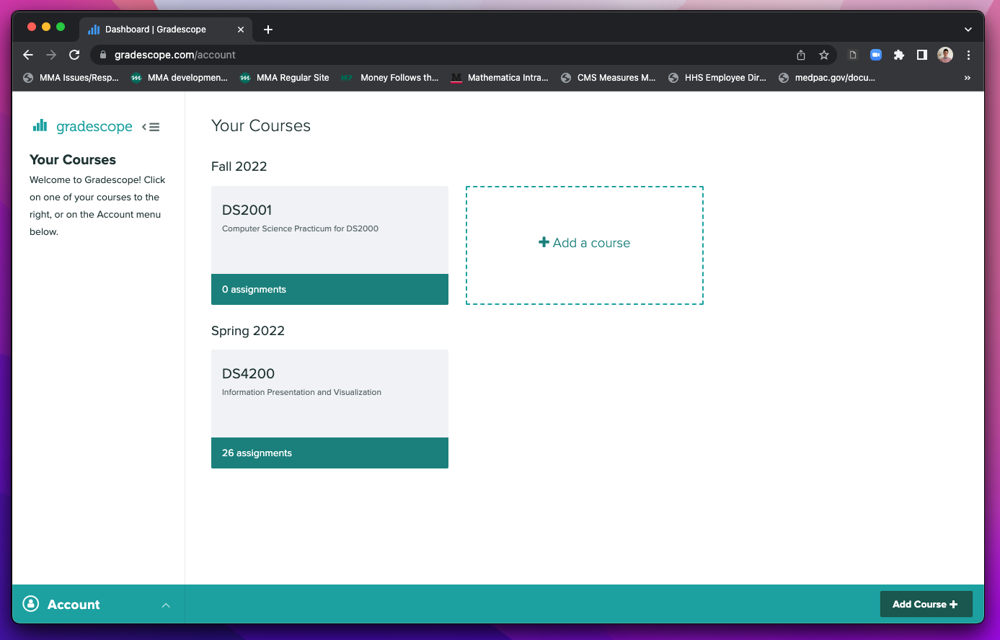 Dashboard | Gradescope
gradescope.com/account
MMA Issues/Resp...
MMA developmen...
MMA Regular Site
Money Follows th...
Mathematica Intra...
CMS Measures M...
HHS Employee Dir...
medpac.gov/docu...
gradescope
Your Courses
Welcome to Gradescope! Click
on one of your courses to the
right, or on the Account menu
below.
Your Courses
Fall 2022
DS2001
Computer Science Practicum for DS2000
0 assignments
Add a course
Spring 2022
DS4200
Information Presentation and Visualization
26 assignments
Account
Add Course